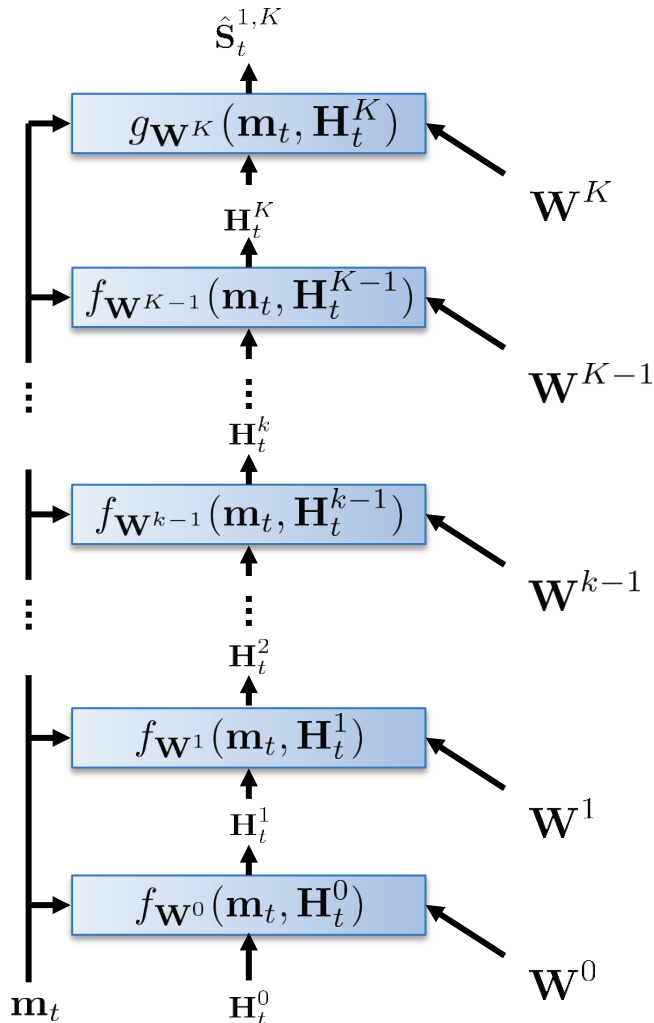 Ŝ_t^{1,K}
g_{W^K}(m_t, H_t^K)
W^K
H_t^K
f_{W^{K-1}}(m_t, H_t^{K-1})
W^{K-1}
⋮ ⋮
H_t^k
f_{W^{k-1}}(m_t, H_t^{k-1})
W^{k-1}
⋮ ⋮
H_t^2
f_{W^1}(m_t, H_t^1)
W^1
H_t^1
f_{W^0}(m_t, H_t^0)
W^0
m_t H_t^0